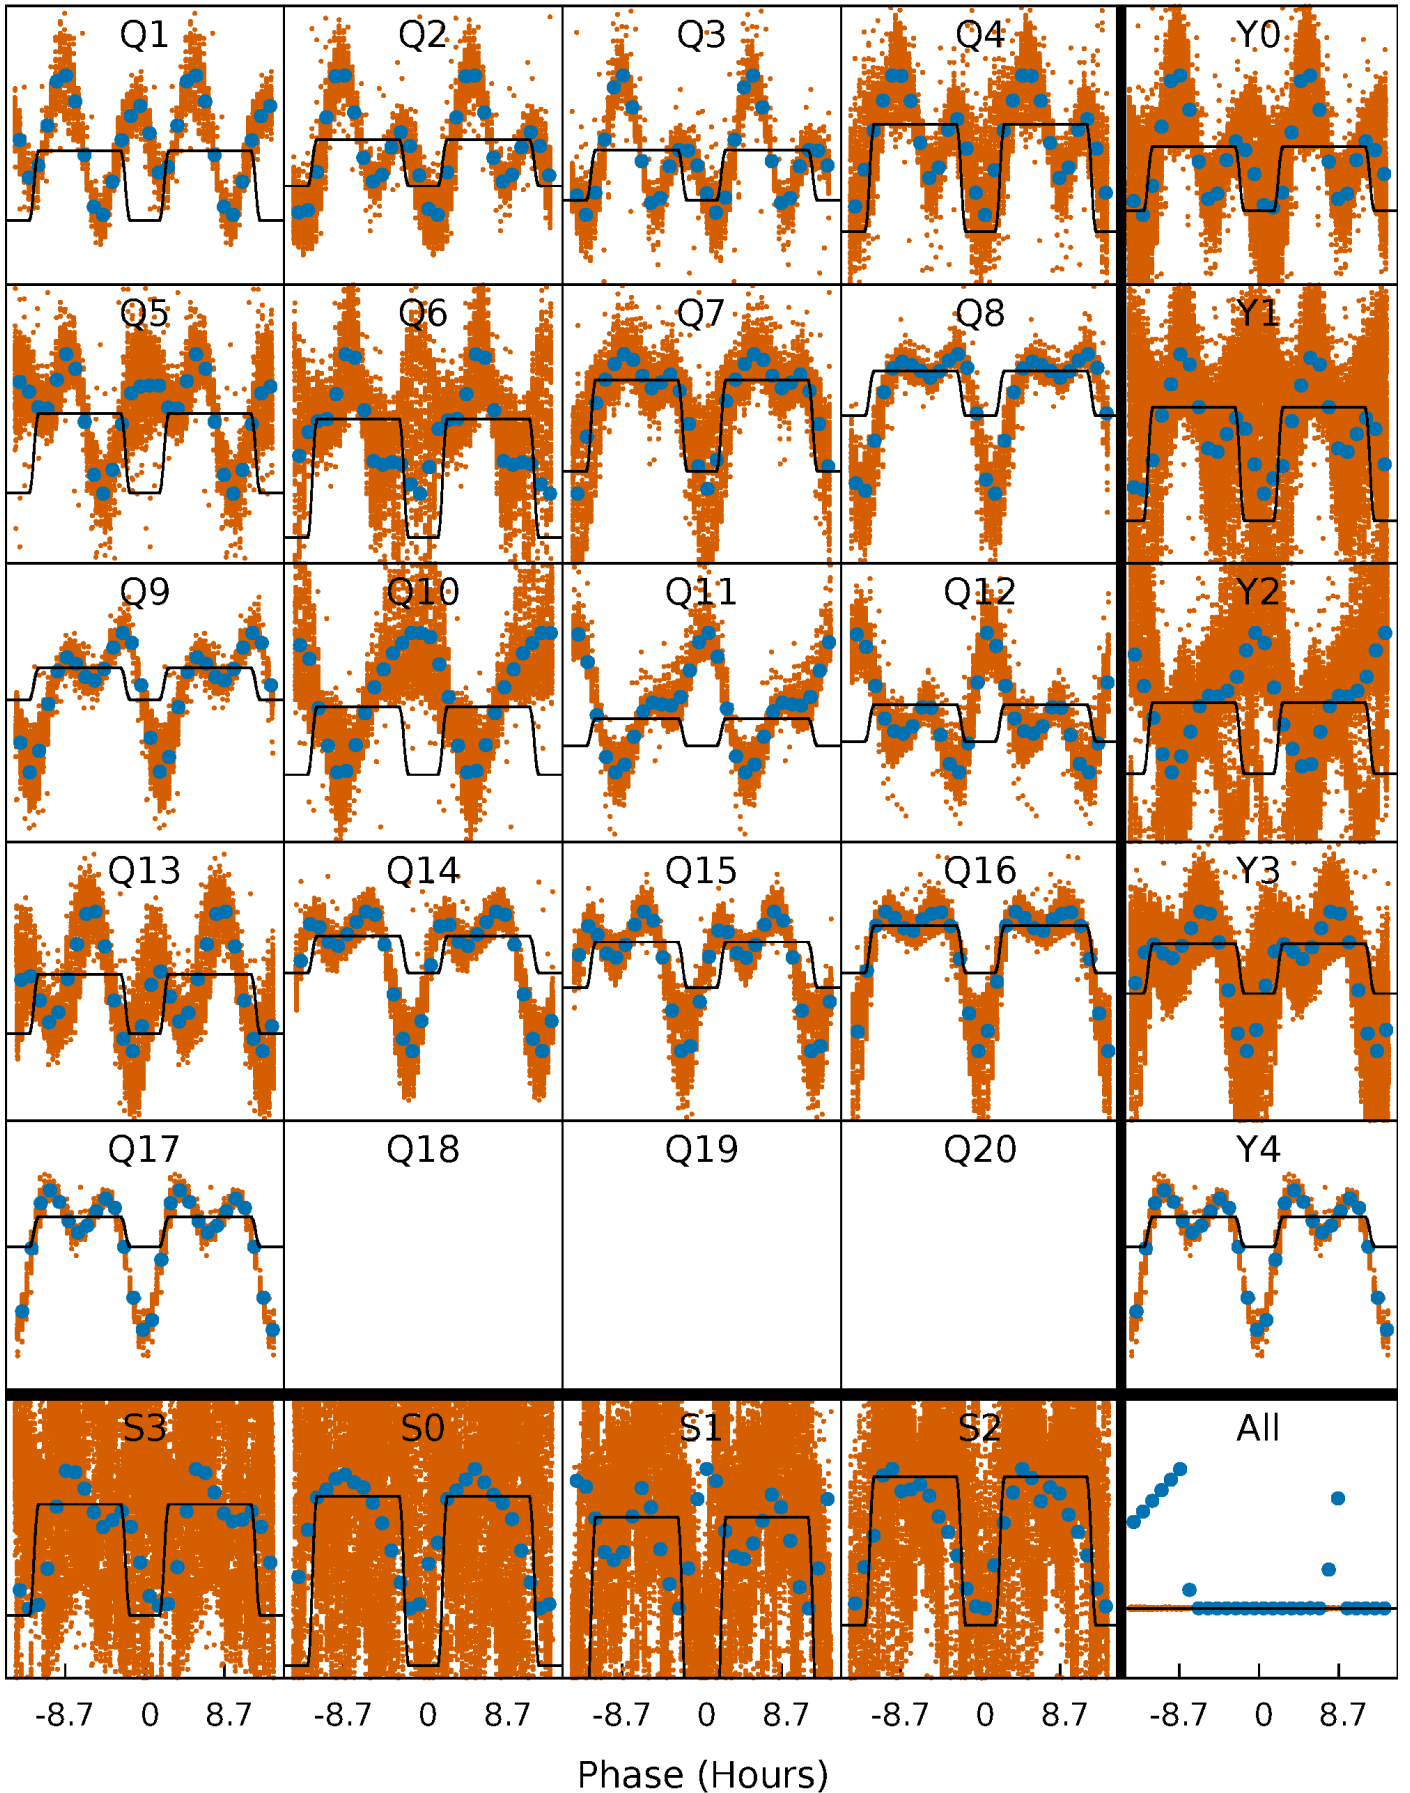 Q1 Q2 Q3 Q4 Y0
Q5 Q6 Q7 Q8 Y1
Q9 Q10 Q11 Q12 Y2
Q13 Q14 Q15 Q16 Y3
Q17 Q18 Q19 Q20 Y4
S3 S0 S1 S2 All
-8.7 0 8.7 -8.7 0 8.7 -8.7 0 8.7 -8.7 0 8.7 -8.7 0 8.7
Phase (Hours)